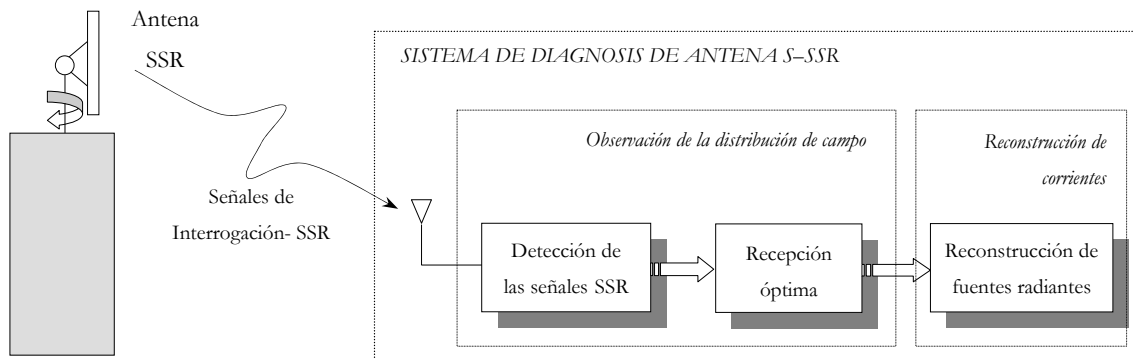 Antena
SSR
SISTEMA DE DIAGNOSIS DE ANTENA S–SSR
Observación de la distribución de campo
Reconstrucción de
corrientes
Señales de
Interrogación- SSR
Detección de
las señales SSR
Recepción
óptima
Reconstrucción de
fuentes radiantes